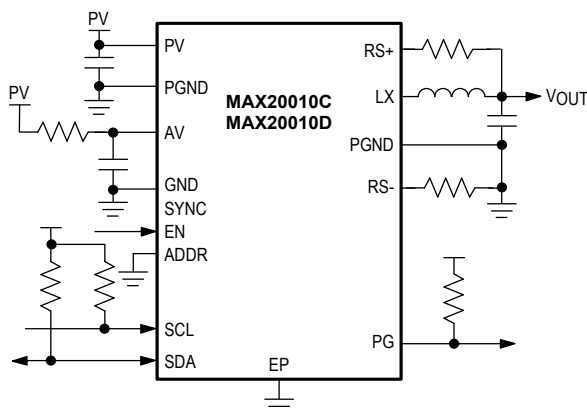 PV
PV
PGND
PV
AV
GND
SYNC
EN
ADDR
SCL
SDA
MAX20010C
MAX20010D
EP
RS+
LX
VOUT
PGND
RS-
PG